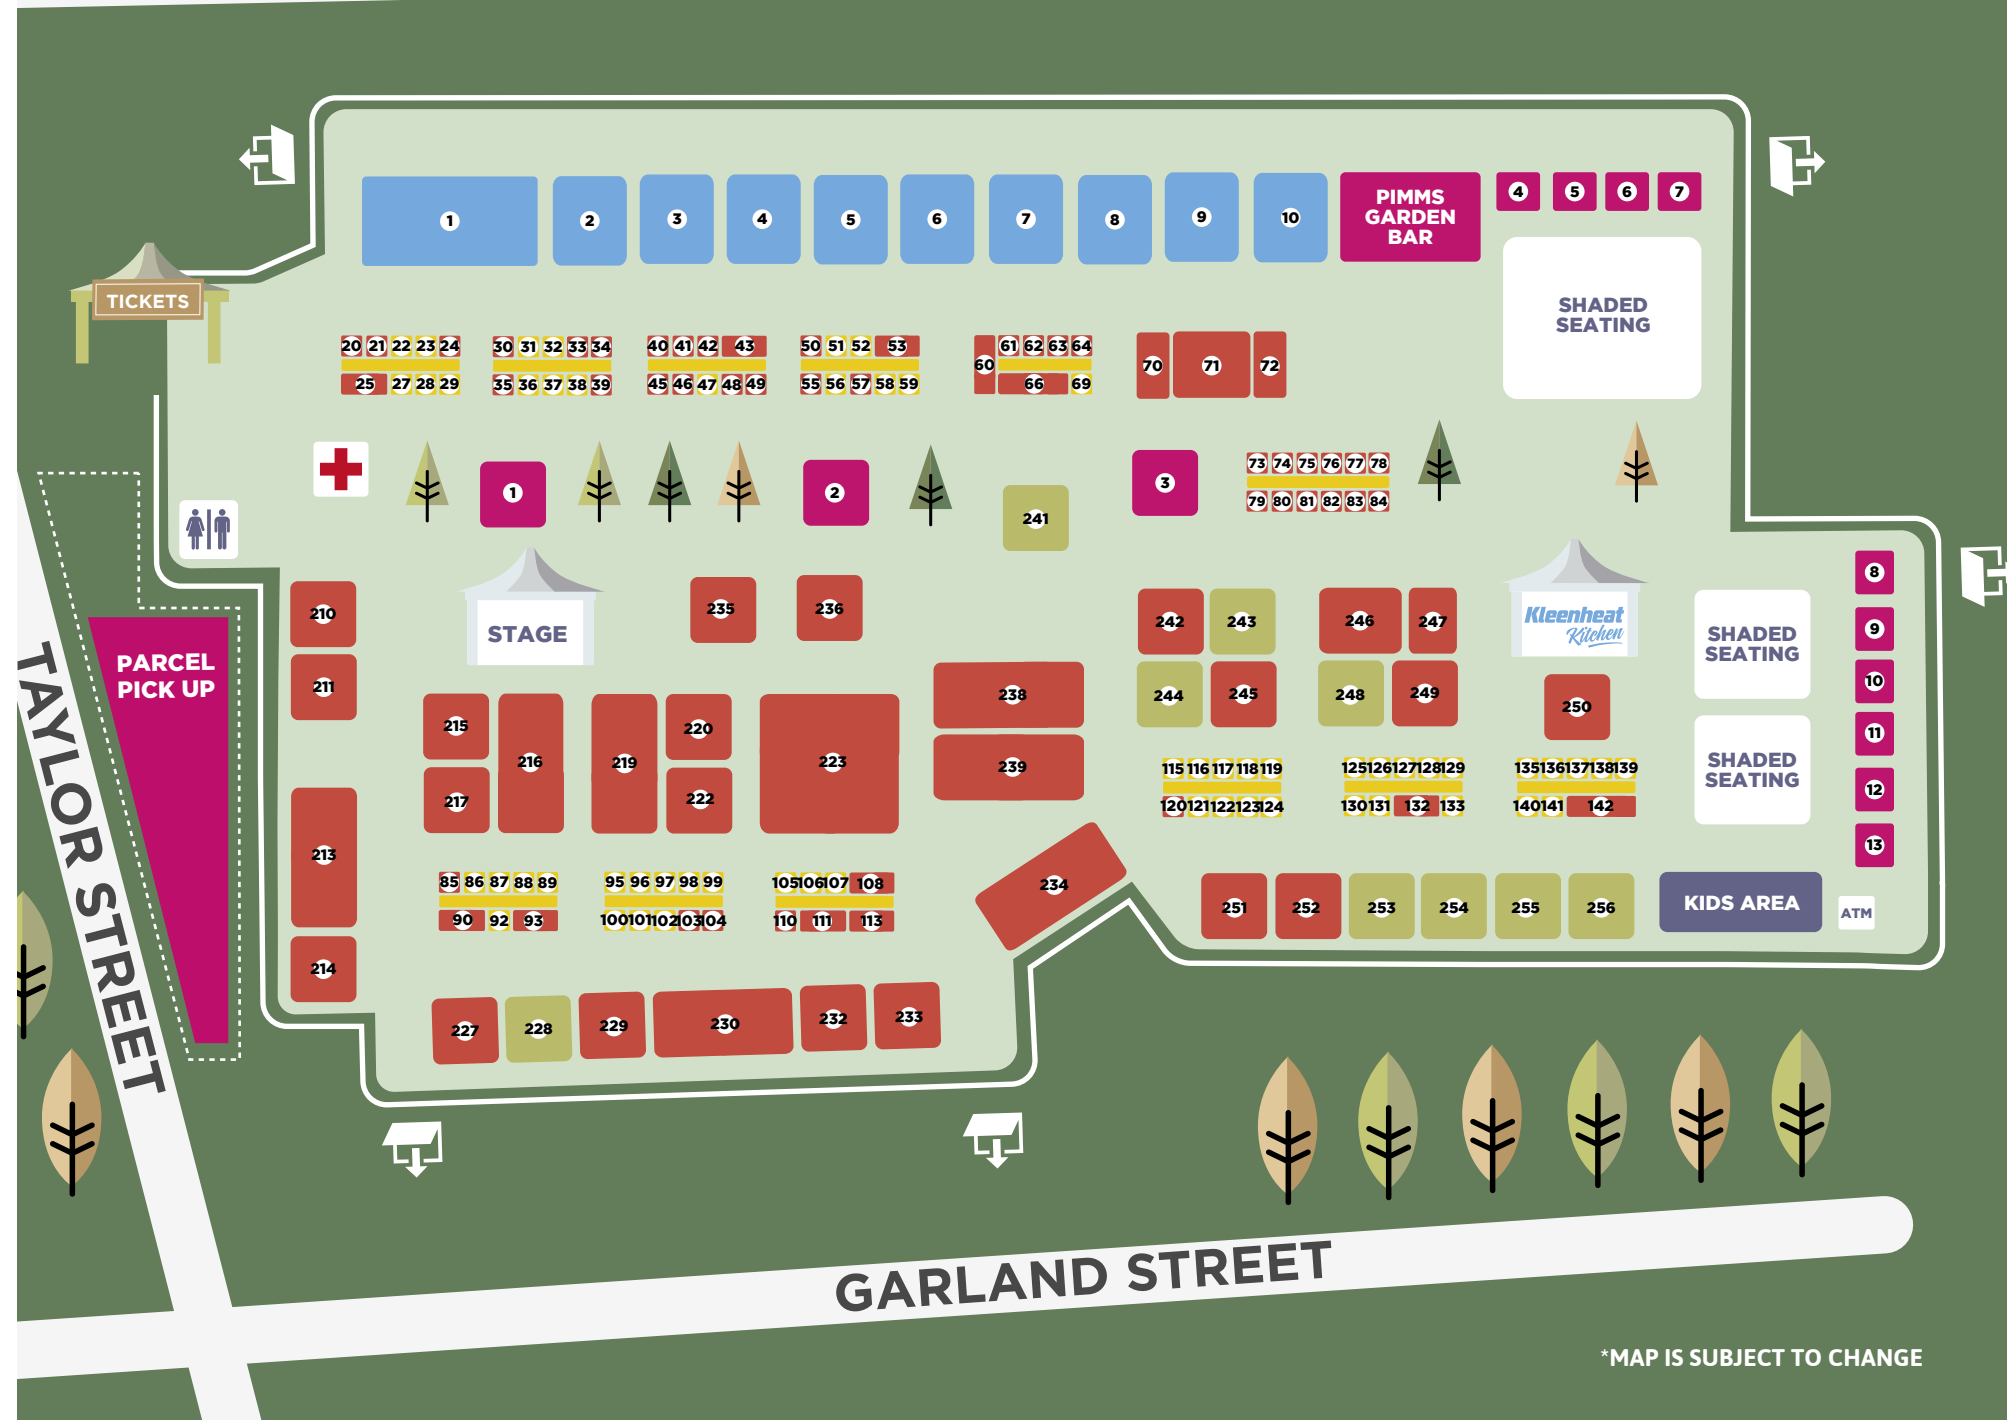 1 2 3 4 5 6 7 8 9 10
PIMMS
GARDEN
BAR
4 5 6 7
TICKETS
SHADED
SEATING
20 21 22 23 24
25 27 28 29
30 31 32 33 34
35 36 37 38 39
40 41 42 43
45 46 47 48 49
50 51 52 53
55 56 57 58 59
60
61 62 63 64
66 69
70 71 72
1
2
3
73 74 75 76 77 78
79 80 81 82 83 84
241
STAGE
210
211
213
214
235 236
215
216
217
219
220
222
223
238
239
234
242 243
244 245
246 247
248 249
Kleenheat
Kitchen
250
SHADED
SEATING
SHADED
SEATING
8
9
10
11
12
13
PARCEL
PICK UP
TAYLOR STREET
85 86 87 88 89
90 92 93
95 96 97 98 99
100 101 102 103 104
105 106 107 108
110 111 113
115 116 117 118 119
120 121 122 123 124
125 126 127 128 129
130 131 132 133
135 136 137 138 139
140 141 142
251 252 253 254 255 256
KIDS AREA
ATM
227 228 229 230 232 233
GARLAND STREET
*MAP IS SUBJECT TO CHANGE